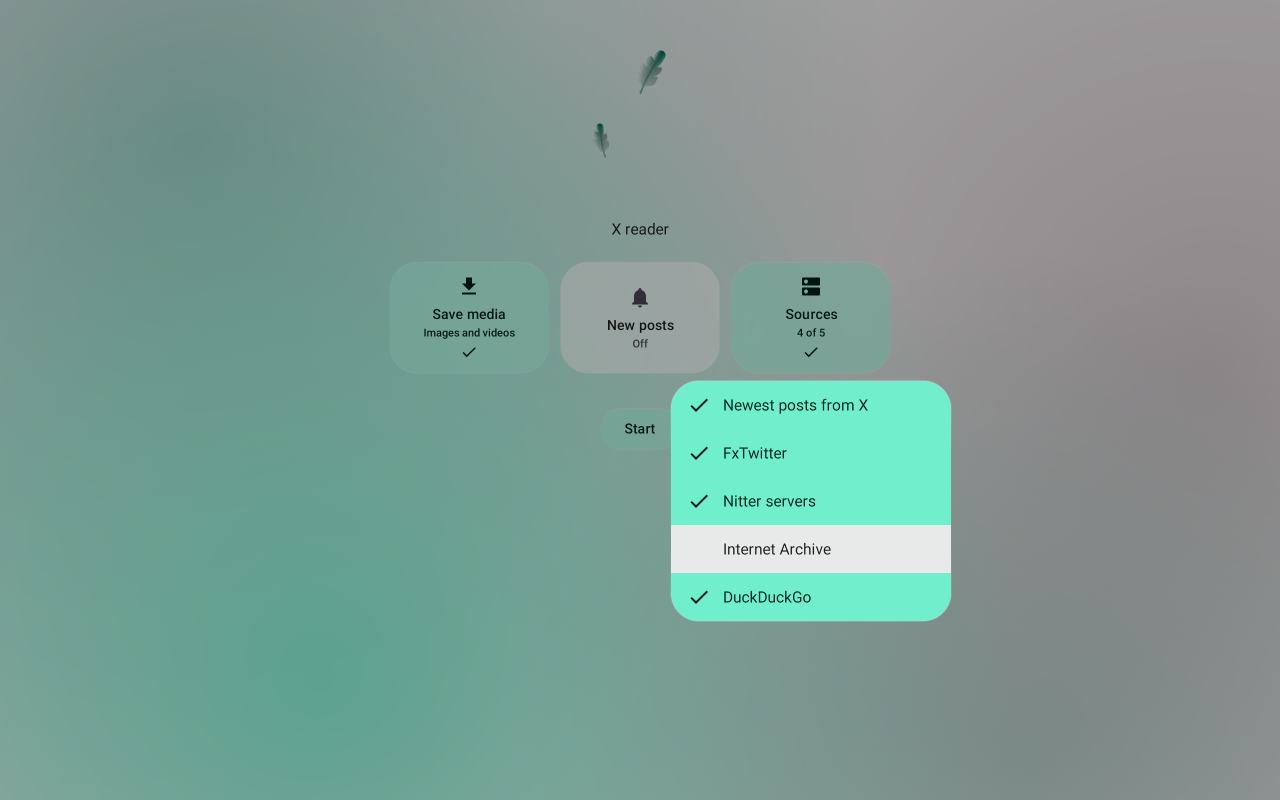 X reader
Save media
Images and videos
New posts
Off
Sources
4 of 5
Start
Newest posts from X
FxTwitter
Nitter servers
Internet Archive
DuckDuckGo